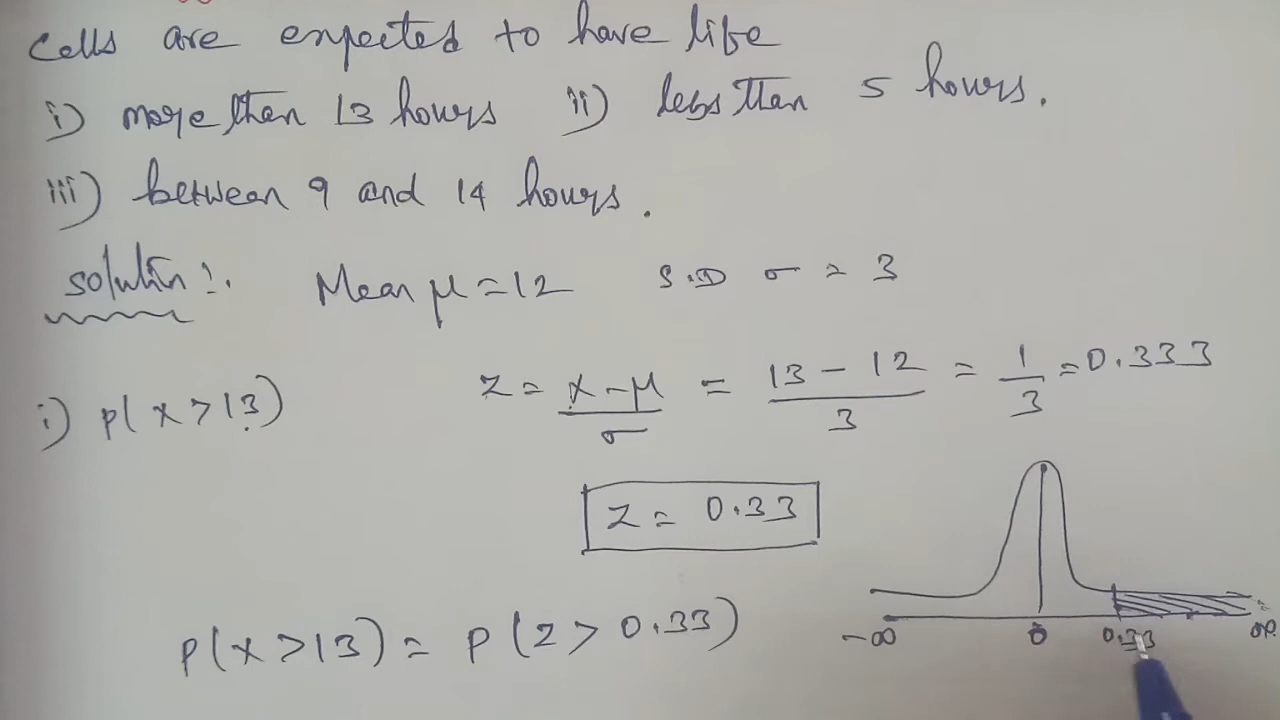 cells are expected to have life
i) more than 13 hours ii) less than 5 hours.
iii) between 9 and 14 hours.
solution:. Mean μ = 12 S.D σ = 3
i) P(x > 13) z = x - μ / σ = 13 - 12 / 3 = 1/3 = 0.333
z = 0.33
P(x > 13) = P(z > 0.33)
-∞ 0 0.33 ∞